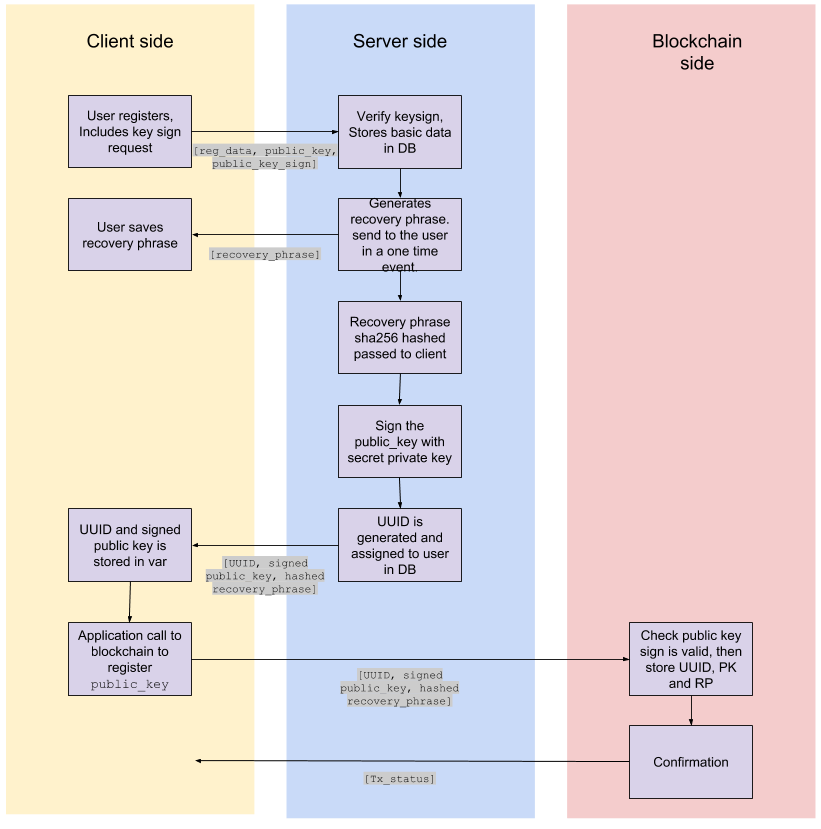 Client side
Server side
Blockchain
side
User registers,
Includes key sign
request
[reg_data, public_key,
public_key_sign]
Verify keysign,
Stores basic data
in DB
User saves
recovery phrase
[recovery_phrase]
Generates
recovery phrase.
send to the user
in a one time
event.
Recovery phrase
sha256 hashed
passed to client
Sign the
public_key with
secret private key
UUID and signed
public key is
stored in var
[UUID, signed
public_key, hashed
recovery_phrase]
UUID is
generated and
assigned to user
in DB
Application call to
blockchain to
register
public_key
[UUID, signed
public_key, hashed
recovery_phrase]
Check public key
sign is valid, then
store UUID, PK
and RP
Confirmation
[Tx_status]